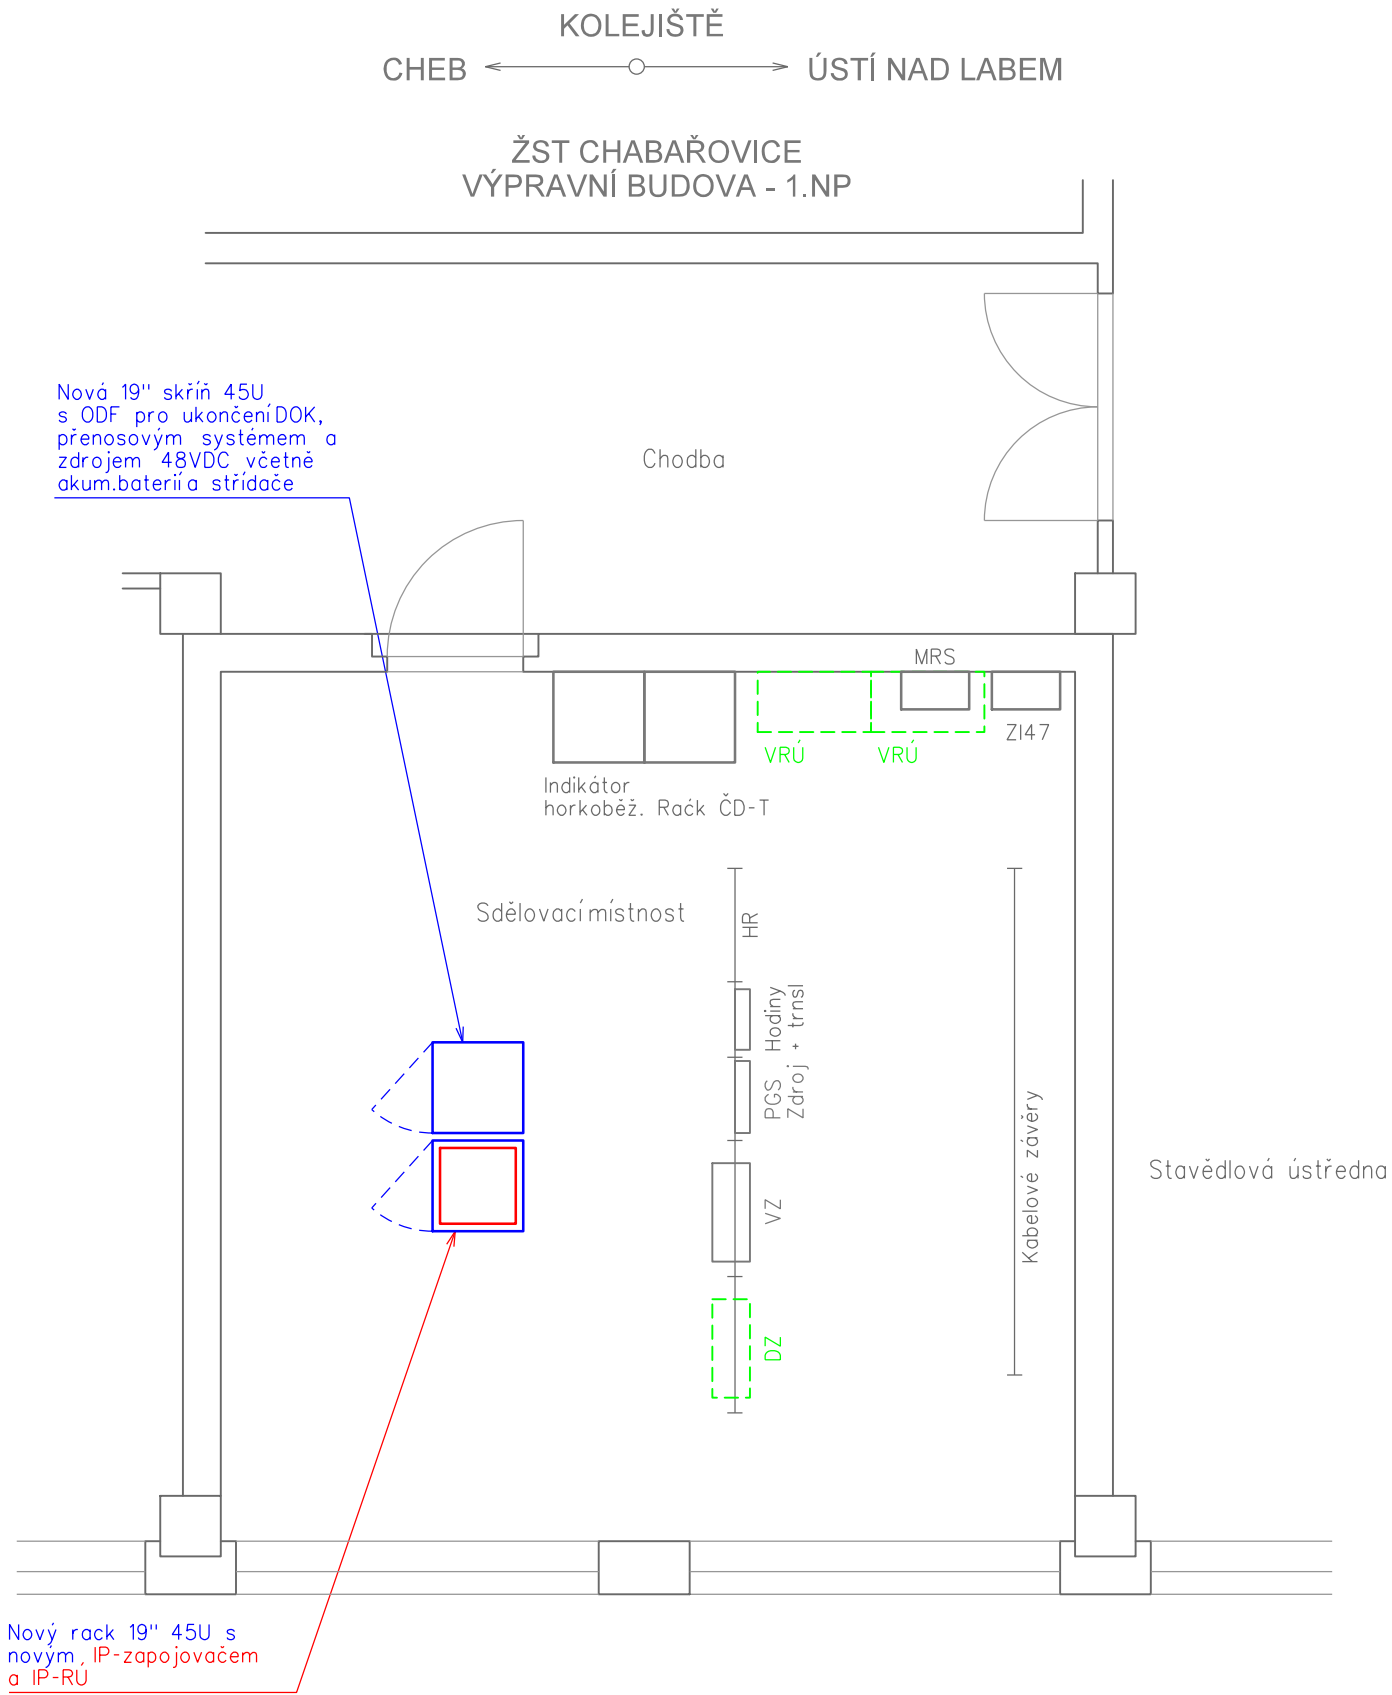 KOLEJIŠTĚ
CHEB
ÚSTÍ NAD LABEM
ŽST CHABAŘOVICE
VÝPRAVNÍ BUDOVA - 1.NP
Nová 19" skříň 45U
s ODF pro ukončení DOK,
přenosovým systémem a
zdrojem 48VDC včetně
akum.baterií a střídače
Chodba
MRS
ZI47
VRÚ
VRÚ
Indikátor
horkoběž. Raćk ČD-T
Sdělovací místnost
HR
Hodiny
PGS
Zdroj + trnsl
VZ
DZ
Kabelové závěry
Stavědlová ústředna
Nový rack 19" 45U s
novým IP-zapojovačem
a IP-RÚ